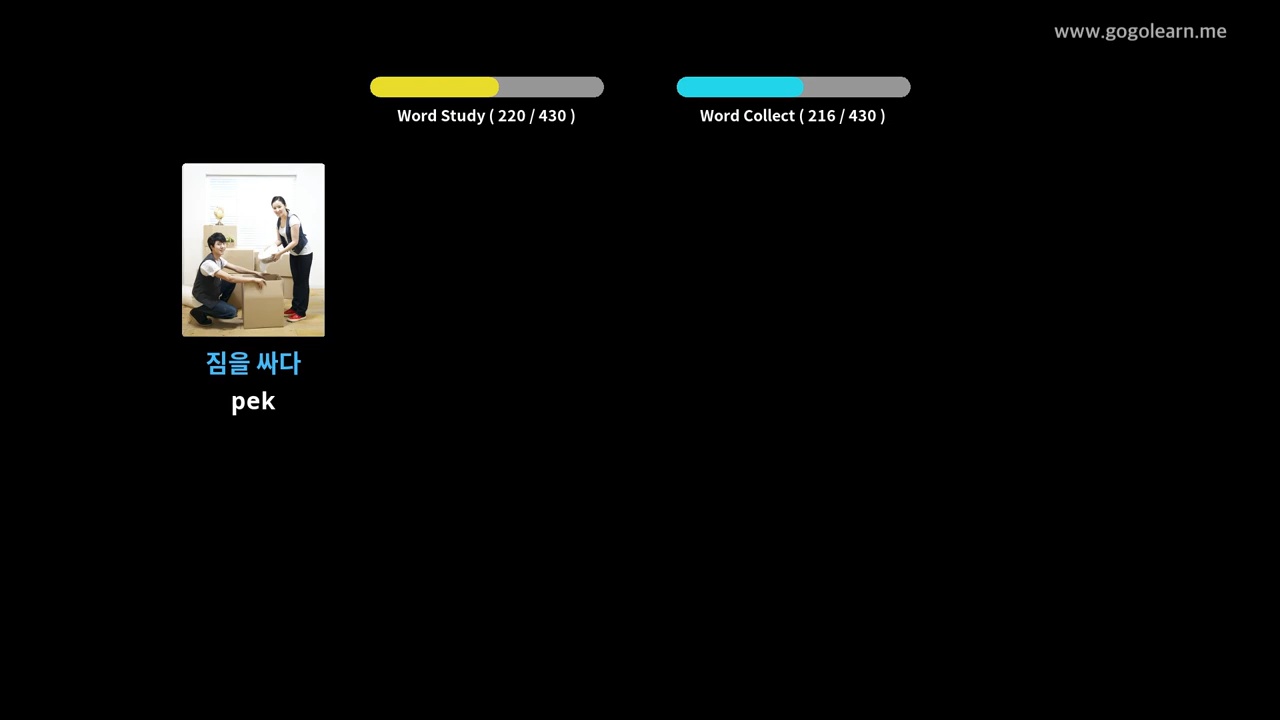 www.gogolearn.me
Word Study ( 220 / 430 )
Word Collect ( 216 / 430 )
짐을 싸다
pek